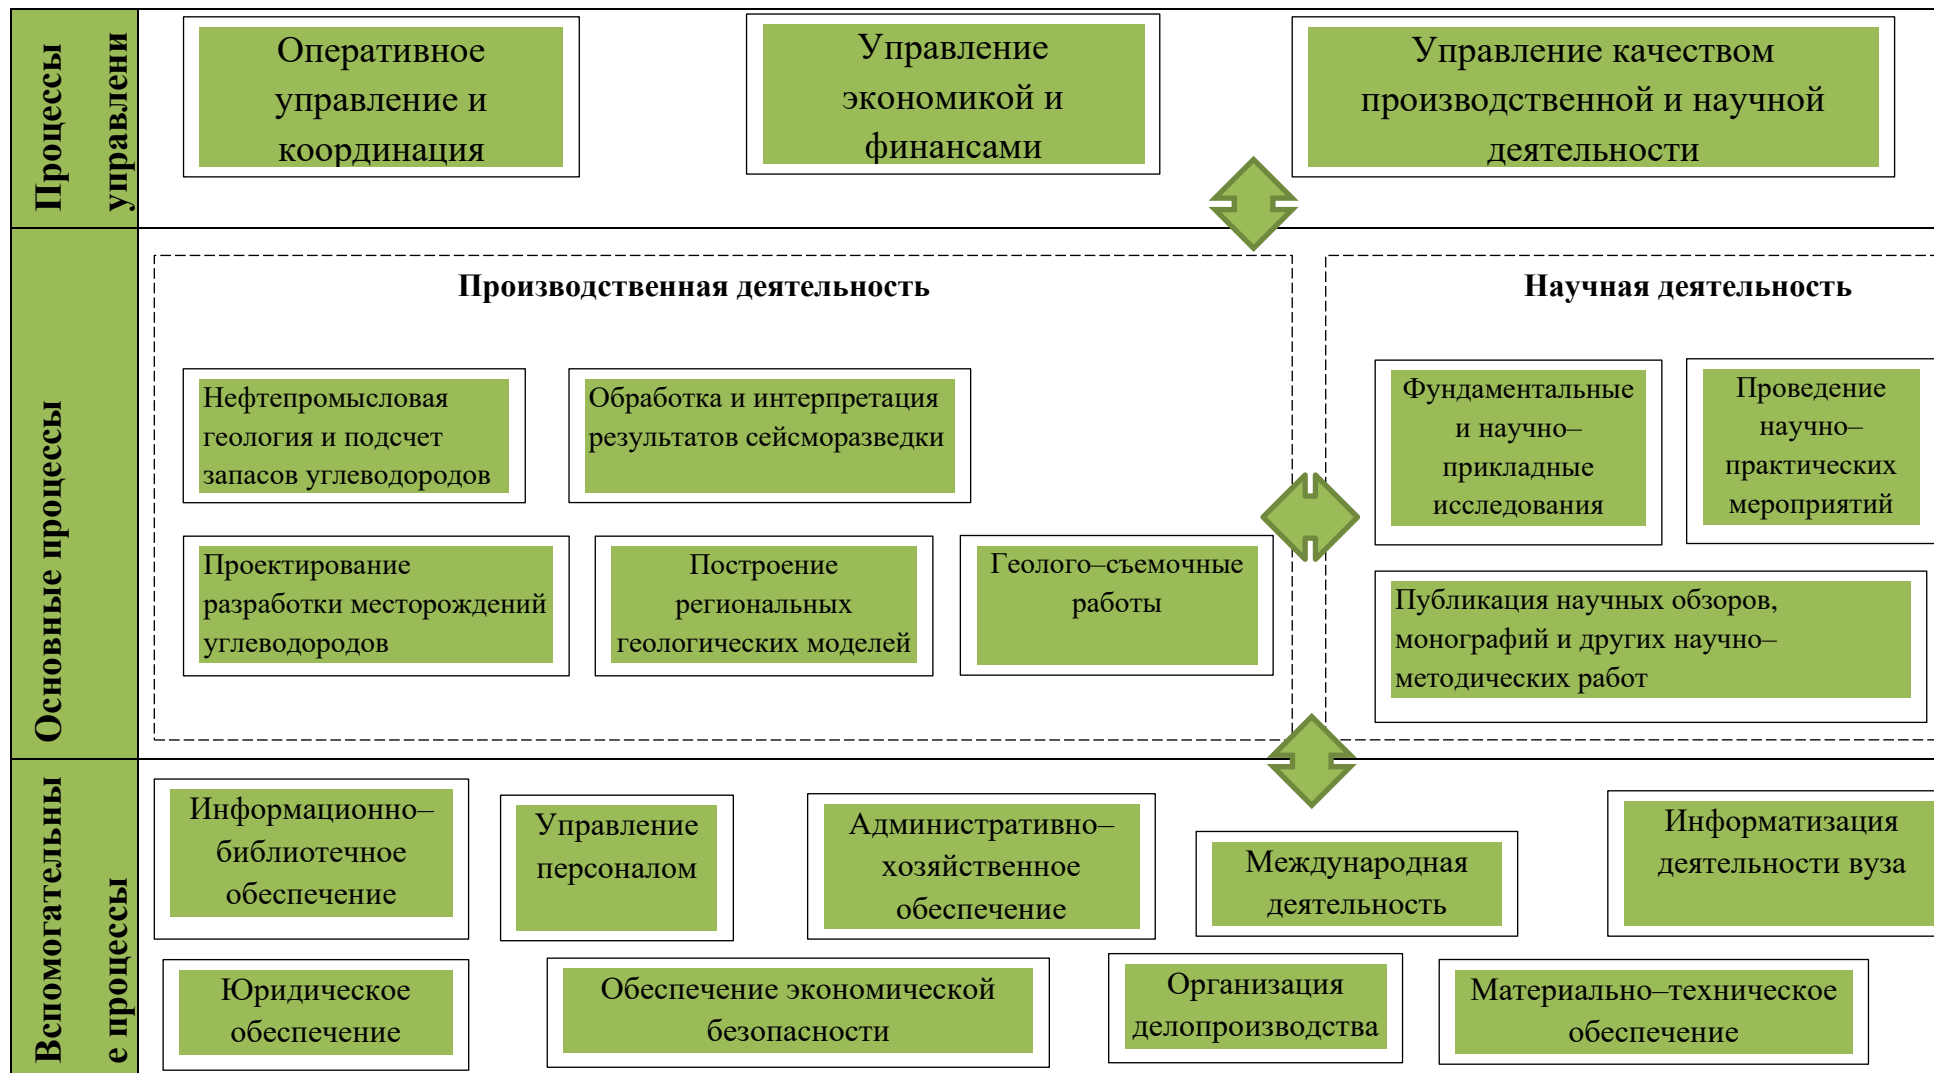 Процессы
управлени
Оперативное
управление и
координация
Управление
экономикой и
финансами
Управление качеством
производственной и научной
деятельности
Основные процессы
Производственная деятельность
Нефтепромысловая
геология и подсчет
запасов углеводородов
Обработка и интерпретация
результатов сейсморазведки
Проектирование
разработки месторождений
углеводородов
Построение
региональных
геологических моделей
Геолого–съемочные
работы
Научная деятельность
Фундаментальные
и научно–
прикладные
исследования
Проведение
научно–
практических
мероприятий
Публикация научных обзоров,
монографий и других научно–
методических работ
Вспомогательны
е процессы
Информационно–
библиотечное
обеспечение
Управление
персоналом
Административно–
хозяйственное
обеспечение
Международная
деятельность
Информатизация
деятельности вуза
Юридическое
обеспечение
Обеспечение экономической
безопасности
Организация
делопроизводства
Материально–техническое
обеспечение